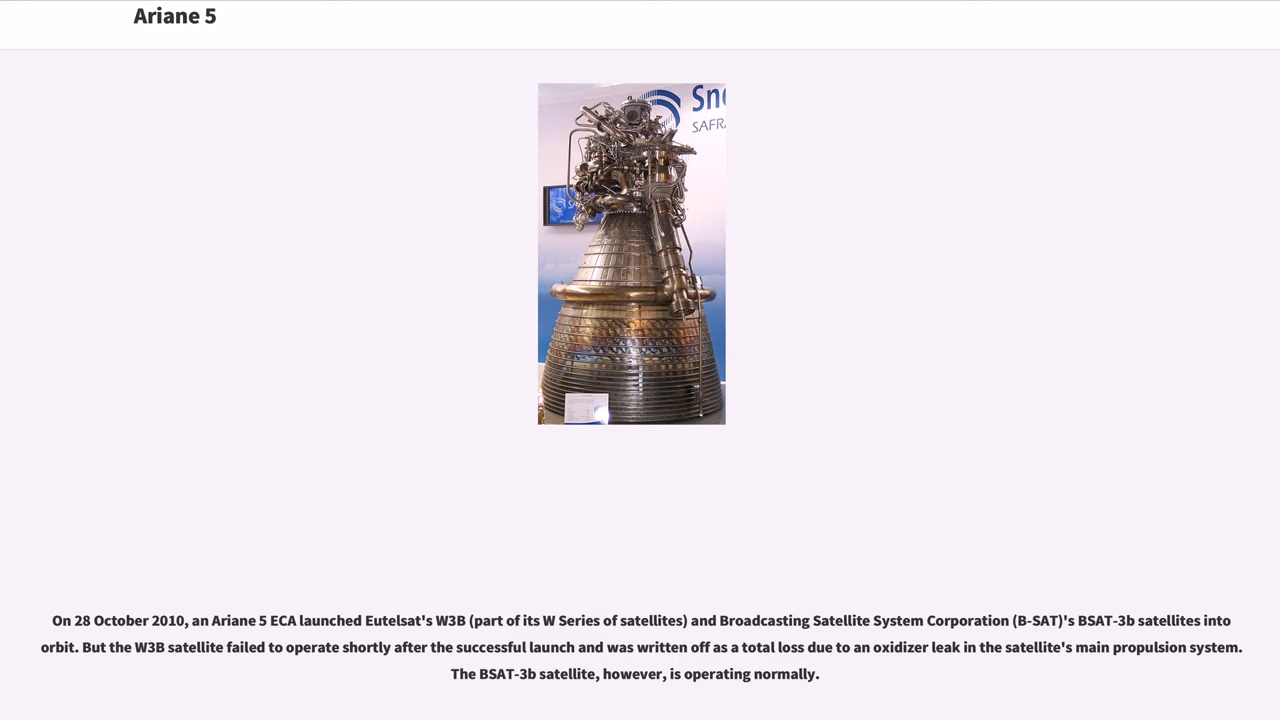 Ariane 5
SAFR
On 28 October 2010, an Ariane 5 ECA launched Eutelsat's W3B (part of its W Series of satellites) and Broadcasting Satellite System Corporation (B-SAT)'s BSAT-3b satellites into
orbit. But the W3B satellite failed to operate shortly after the successful launch and was written off as a total loss due to an oxidizer leak in the satellite's main propulsion system.
The BSAT-3b satellite, however, is operating normally.